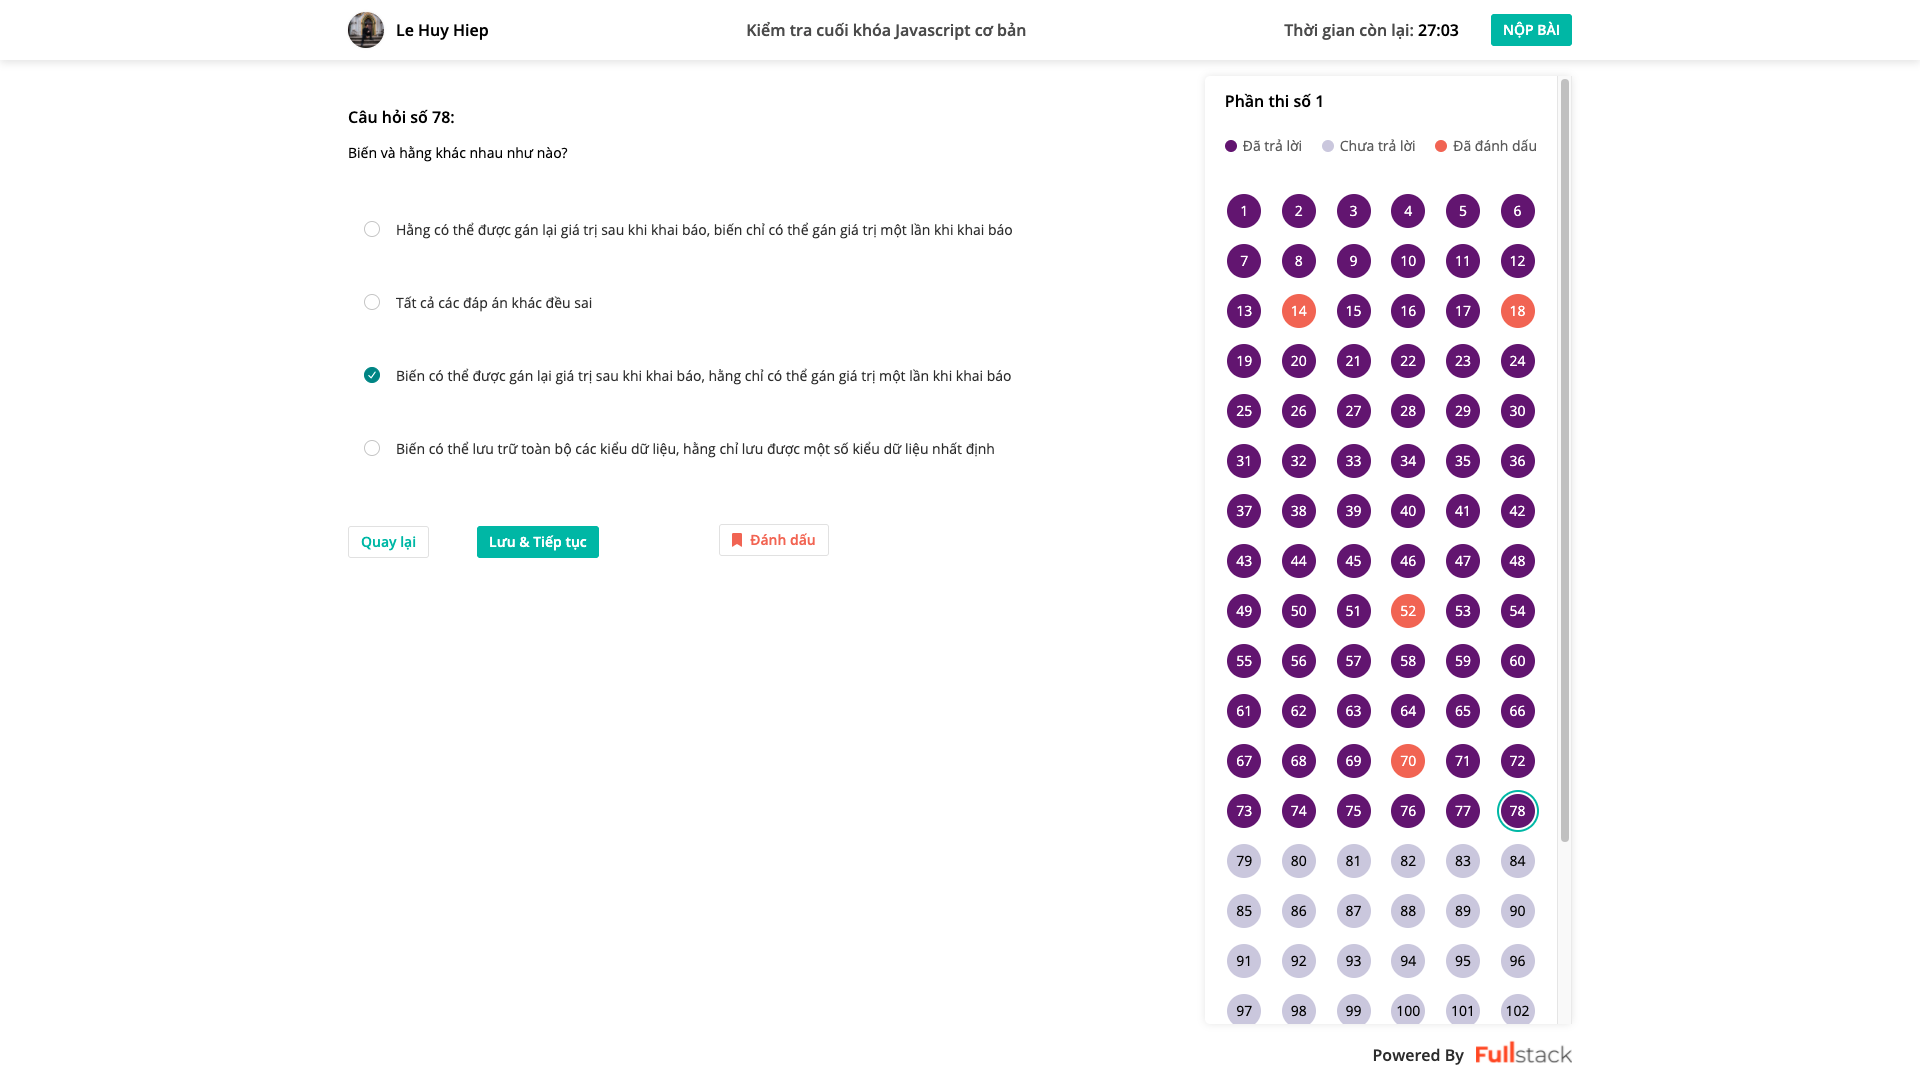 Le Huy Hiep
Kiểm tra cuối khóa Javascript cơ bản
Thời gian còn lại: 27:03
NỘP BÀI
Câu hỏi số 78:
Biến và hằng khác nhau như nào?
Hằng có thể được gán lại giá trị sau khi khai báo, biến chỉ có thể gán giá trị một lần khi khai báo
Tất cả các đáp án khác đều sai
Biến có thể được gán lại giá trị sau khi khai báo, hằng chỉ có thể gán giá trị một lần khi khai báo
Biến có thể lưu trữ toàn bộ các kiểu dữ liệu, hằng chỉ lưu được một số kiểu dữ liệu nhất định
Quay lại
Lưu & Tiếp tục
Đánh dấu
Phần thi số 1
Đã trả lời Chưa trả lời Đã đánh dấu
1 2 3 4 5 6
7 8 9 10 11 12
13 14 15 16 17 18
19 20 21 22 23 24
25 26 27 28 29 30
31 32 33 34 35 36
37 38 39 40 41 42
43 44 45 46 47 48
49 50 51 52 53 54
55 56 57 58 59 60
61 62 63 64 65 66
67 68 69 70 71 72
73 74 75 76 77 78
79 80 81 82 83 84
85 86 87 88 89 90
91 92 93 94 95 96
97 98 99 100 101 102
Powered By Fullstack